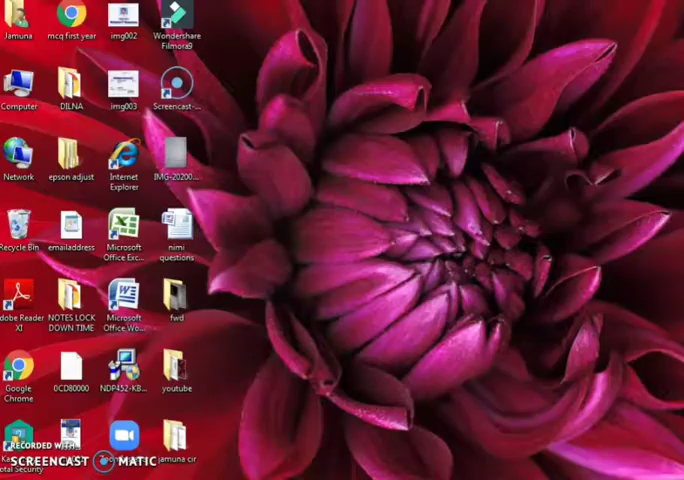 Jamuna
mcq first year
img002
Wondershare
Filmora9
Computer
DILNA
img003
Screencast-...
Network
epson adjust
Internet
Explorer
IMG-20200...
Recycle Bin
emailaddress
Microsoft
Office Exc...
nimi
questions
dobe Reader
XI
NOTES LOCK
DOWN TIME
Microsoft
Office Wo...
fwd
Google
Chrome
0CD80000
NDP452-KB...
youtube
jamuna cir
RECORDED WITH
SCREENCAST MATIC
otal Security